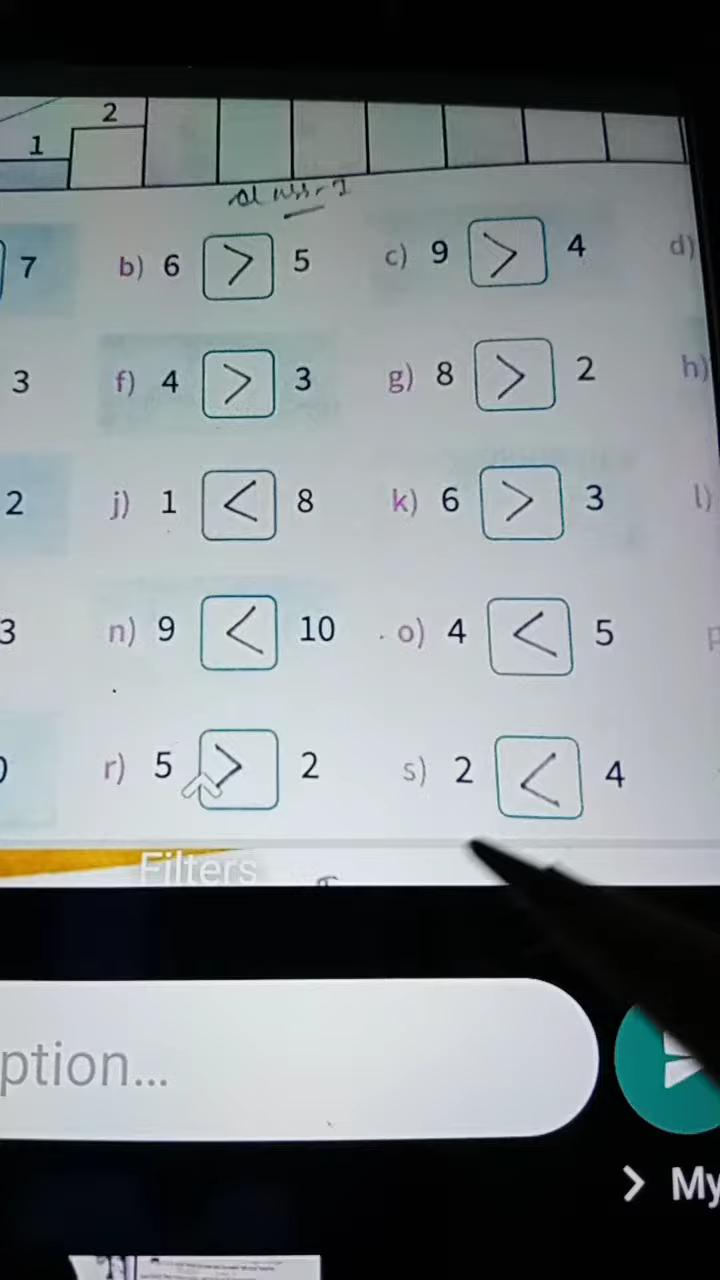 2
1
class-I
7 b) 6 > 5 c) 9 > 4 d)
3 f) 4 > 3 g) 8 > 2 h)
2 j) 1 < 8 k) 6 > 3 l)
3 n) 9 < 10 o) 4 < 5 p
r) 5 > 2 s) 2 < 4
Filters
ption...
> My